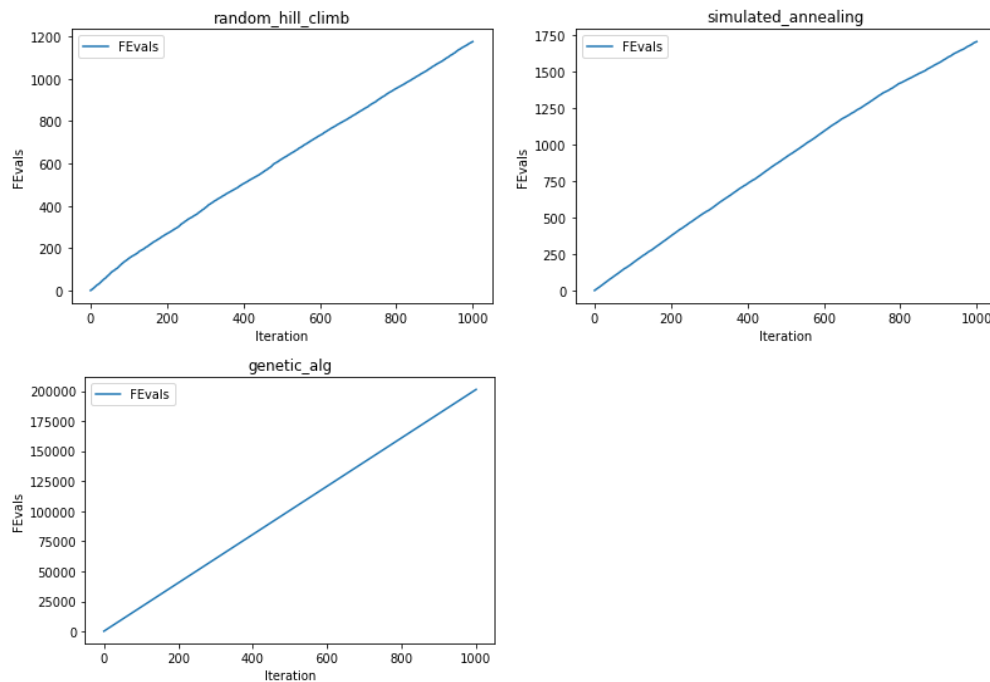 random_hill_climb
FEvals
1200
1000
800
600
400
200
0
FEvals
0 200 400 600 800 1000
Iteration
simulated_annealing
FEvals
1750
1500
1250
1000
750
500
250
0
FEvals
0 200 400 600 800 1000
Iteration
genetic_alg
FEvals
200000
175000
150000
125000
100000
75000
50000
25000
0
FEvals
0 200 400 600 800 1000
Iteration